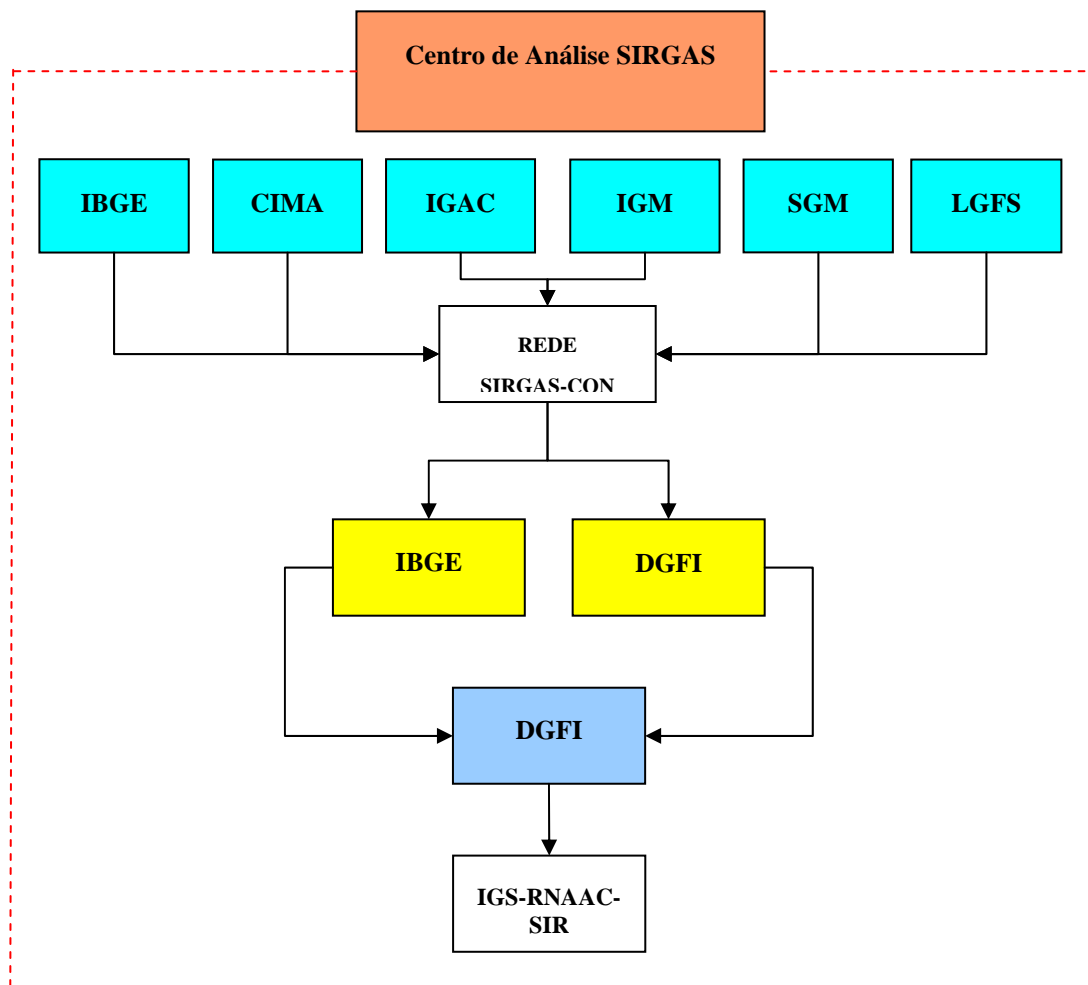 Centro de Análise SIRGAS
IBGE
CIMA
IGAC
IGM
SGM
LGFS
REDE
SIRGAS-CON
IBGE
DGFI
DGFI
IGS-RNAAC-
SIR